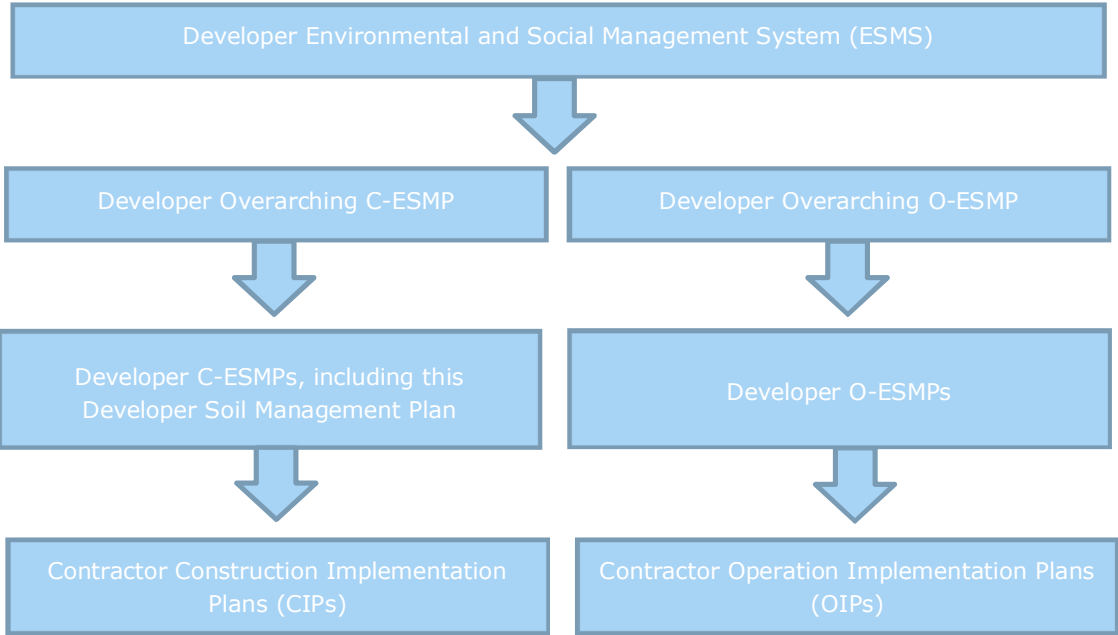 Developer Environmental and Social Management System (ESMS)
Developer Overarching C-ESMP
Developer Overarching O-ESMP
Developer C-ESMPs, including this
Developer Soil Management Plan
Developer O-ESMPs
Contractor Construction Implementation
Plans (CIPs)
Contractor Operation Implementation Plans
(OIPs)